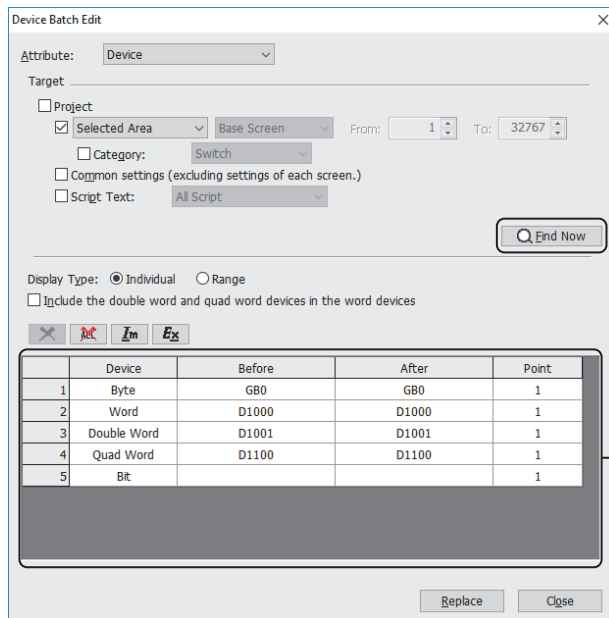 Device Batch Edit
Attribute: Device
Target
Project
Selected Area Base Screen From: 1 To: 32767
Category: Switch
Common settings (excluding settings of each screen.)
Script Text: All Script
Find Now
Display Type: Individual Range
Include the double word and quad word devices in the word devices
ALL Im Ex
Device Before After Point
1 Byte GB0 GB0 1
2 Word D1000 D1000 1
3 Double Word D1001 D1001 1
4 Quad Word D1100 D1100 1
5 Bit 1
Replace Close